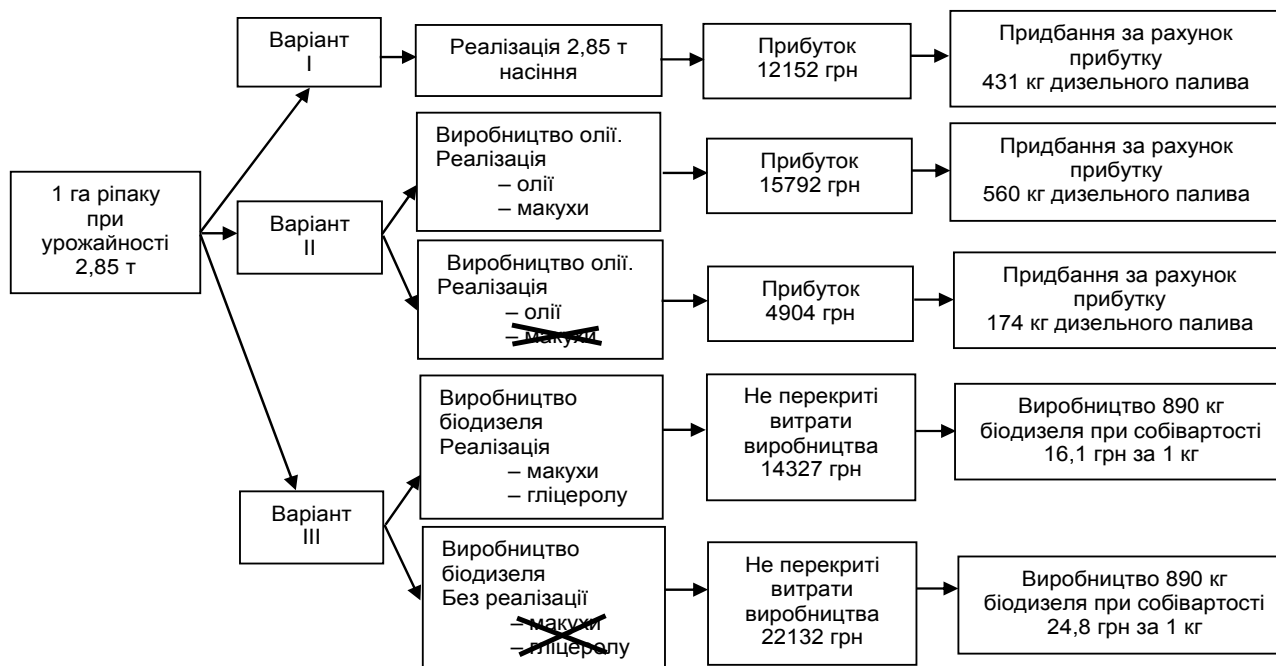 1 га ріпаку
при
урожайності
2,85 т
Варіант
I
Реалізація 2,85 т
насіння
Прибуток
12152 грн
Придбання за рахунок
прибутку
431 кг дизельного палива
Варіант
II
Виробництво олії.
Реалізація
– олії
– макухи
Прибуток
15792 грн
Придбання за рахунок
прибутку
560 кг дизельного палива
Виробництво олії.
Реалізація
– олії
– макухи
Прибуток
4904 грн
Придбання за рахунок
прибутку
174 кг дизельного палива
Варіант
III
Виробництво
біодизеля
Реалізація
– макухи
– гліцеролу
Не перекриті
витрати
виробництва
14327 грн
Виробництво 890 кг
біодизеля при собівартості
16,1 грн за 1 кг
Виробництво
біодизеля
Без реалізації
– макухи
– гліцеролу
Не перекриті
витрати
виробництва
22132 грн
Виробництво 890 кг
біодизеля при собівартості
24,8 грн за 1 кг